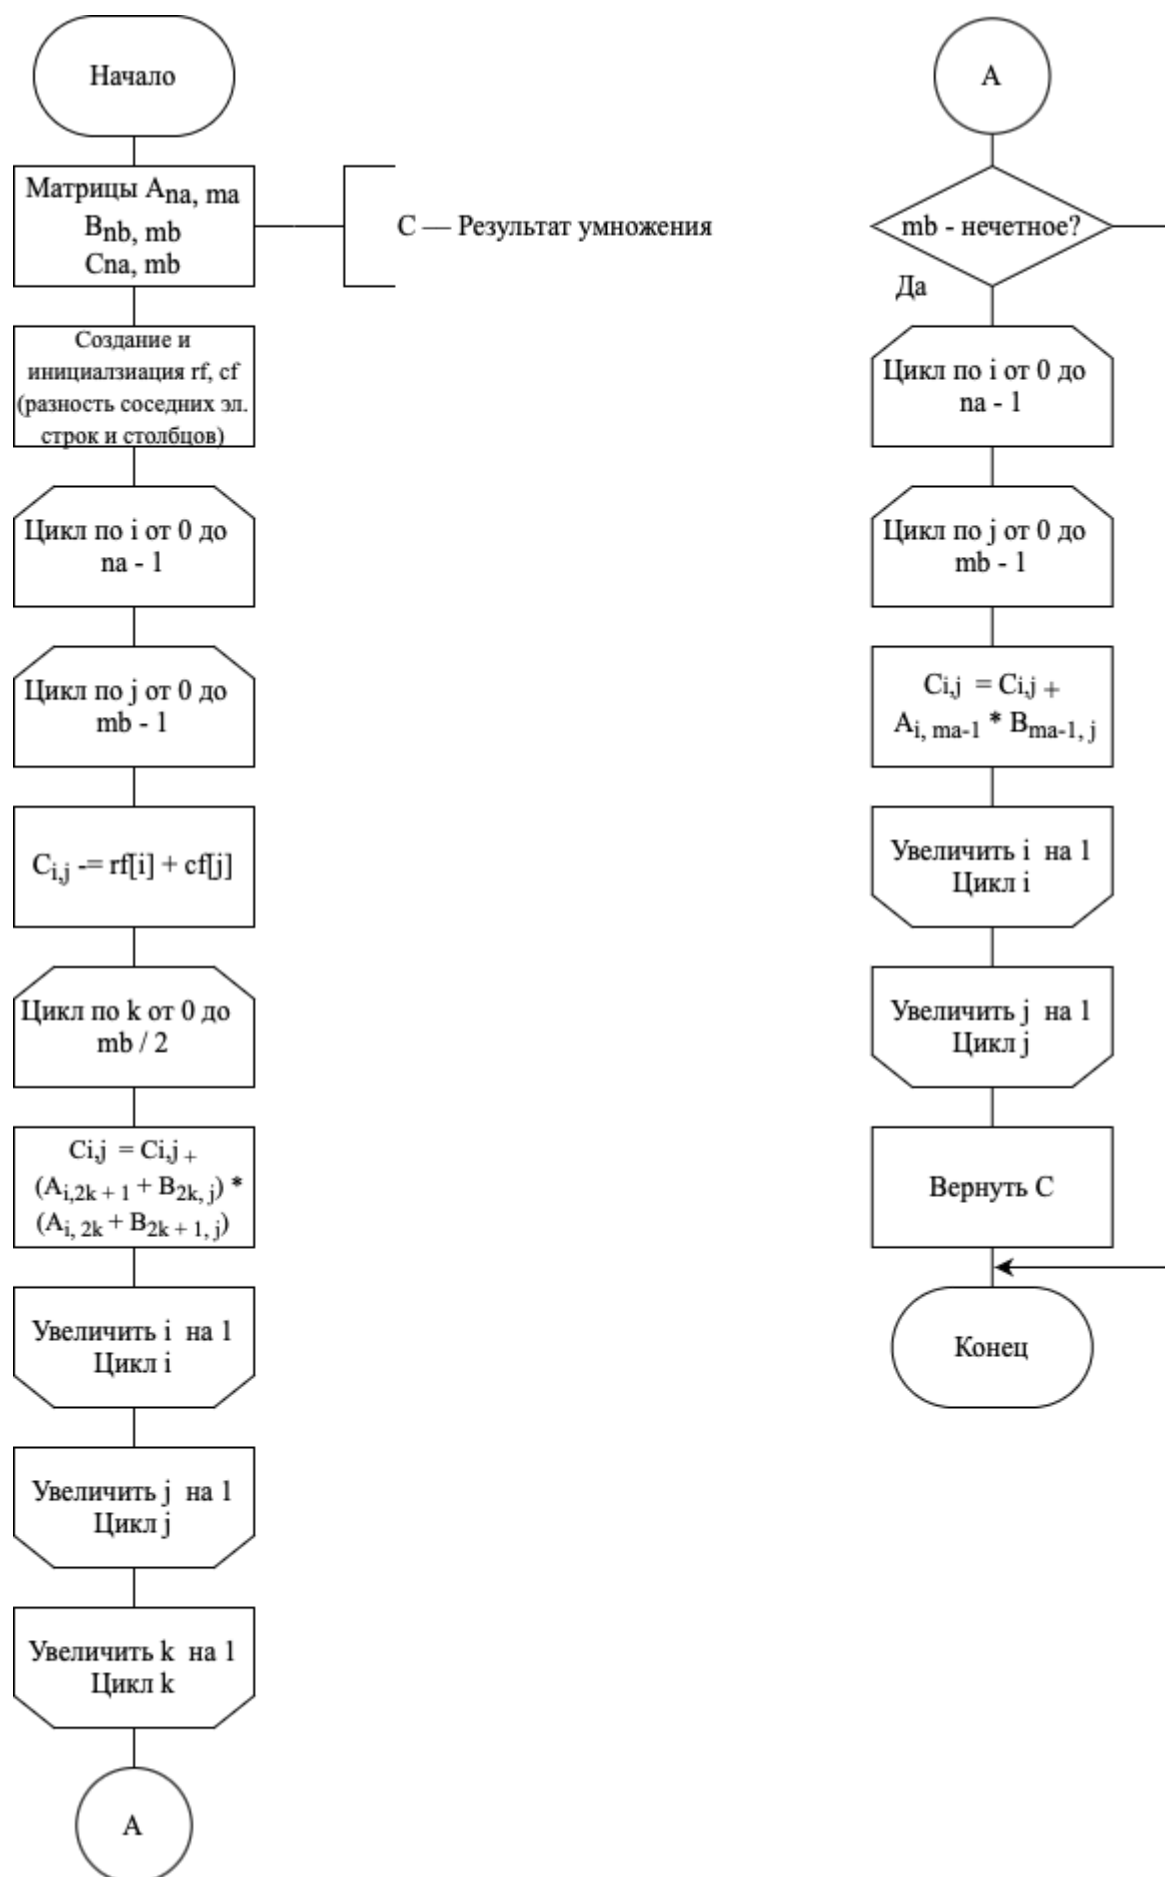 Начало
Матрицы Ana, ma
Bnb, mb
Cna, mb
C — Результат умножения
Создание и
инициалзиация rf, cf
(разность соседних эл.
строк и столбцов)
Цикл по i от 0 до
na - 1
Цикл по j от 0 до
mb - 1
Ci,j -= rf[i] + cf[j]
Цикл по k от 0 до
mb / 2
Ci,j = Ci,j +
(Ai,2k + 1 + B2k, j) *
(Ai, 2k + B2k + 1, j)
Увеличить i на 1
Цикл i
Увеличить j на 1
Цикл j
Увеличить k на 1
Цикл k
A
A
mb - нечетное?
Да
Цикл по i от 0 до
na - 1
Цикл по j от 0 до
mb - 1
Ci,j = Ci,j +
Ai, ma-1 * Bma-1, j
Увеличить i на 1
Цикл i
Увеличить j на 1
Цикл j
Вернуть C
Конец